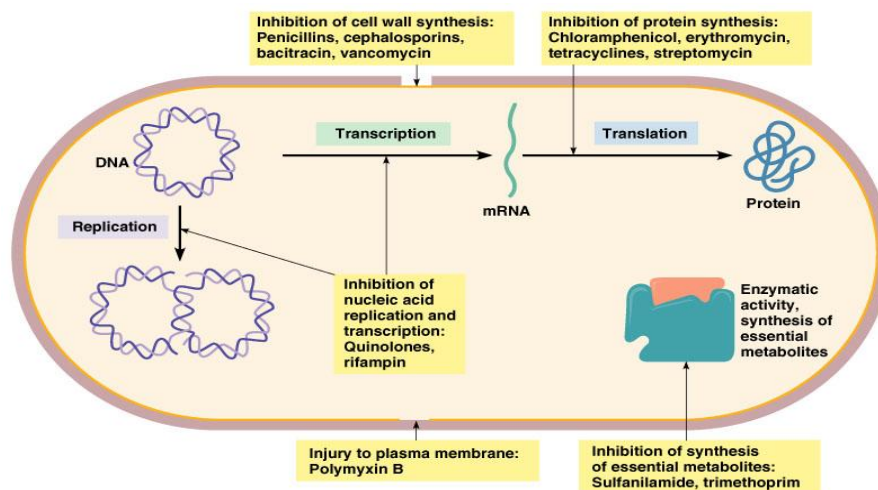 Inhibition of cell wall synthesis:
Penicillins, cephalosporins,
bacitracin, vancomycin
Inhibition of protein synthesis:
Chloramphenicol, erythromycin,
tetracyclines, streptomycin
DNA
Transcription
mRNA
Translation
Protein
Replication
Inhibition of
nucleic acid
replication and
transcription:
Quinolones,
rifampin
Enzymatic
activity,
synthesis of
essential
metabolites
Injury to plasma membrane:
Polymyxin B
Inhibition of synthesis
of essential metabolites:
Sulfanilamide, trimethoprim